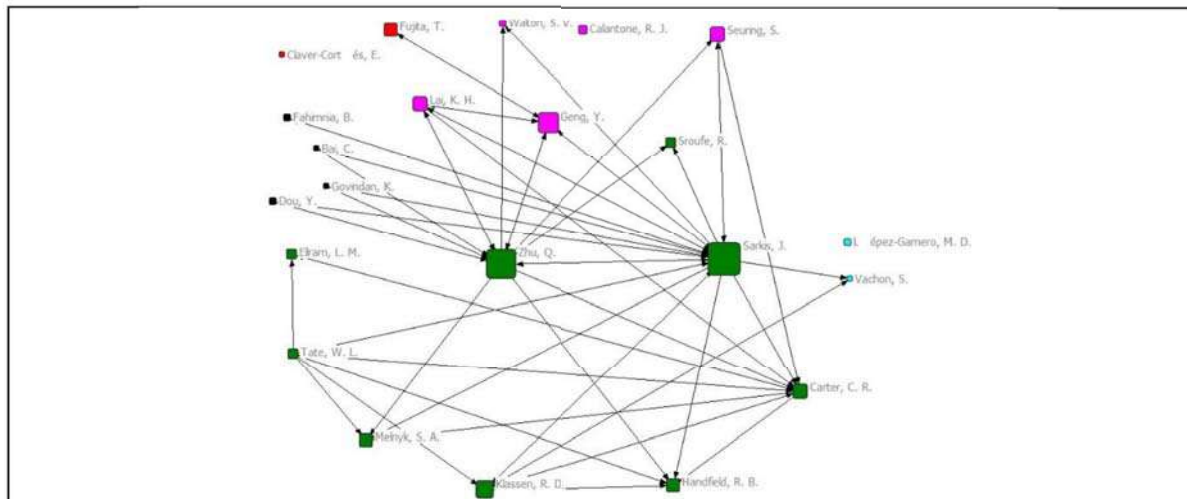 Fujita, T.
Walton, S. V.
Calantone, R. J.
Seuring, S.
Claver-Cort és, E.
Lai, K. H.
Geng, Y.
Fahimnia, B.
Sroufe, R.
Bai, C.
Govindan, K.
Dou, Y.
L ópez-Gamero, M. D.
Sarkis, J.
Zhu, Q.
Ellram, L. M.
Vachon, S.
Tate, W. L.
Carter, C. R.
Melnyk, S. A.
Klassen, R. D.
Handfield, R. B.